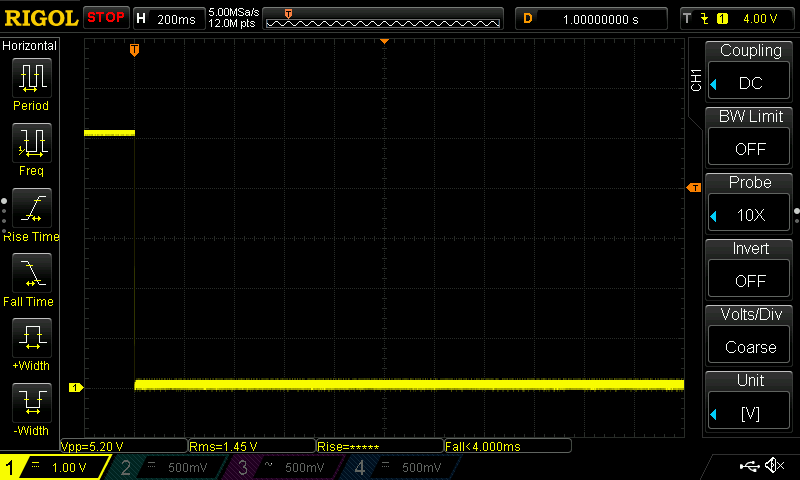 RIGOL STOP H 200ms 5.00MSa/s D 1.00000000 s T 1 4.00 V
12.0M pts
T
Horizontal
Period
Freq
Rise Time
Fall Time
+Width
-Width
T
T
1
CH1
Coupling
DC
BW Limit
OFF
Probe
10X
Invert
OFF
Volts/Div
Coarse
Unit
[V]
Vpp=5.20 V Rms=1.45 V Rise=***** Fall<4.000ms
1 1.00 V 2 500mV 3 ~ 500mV 4 500mV